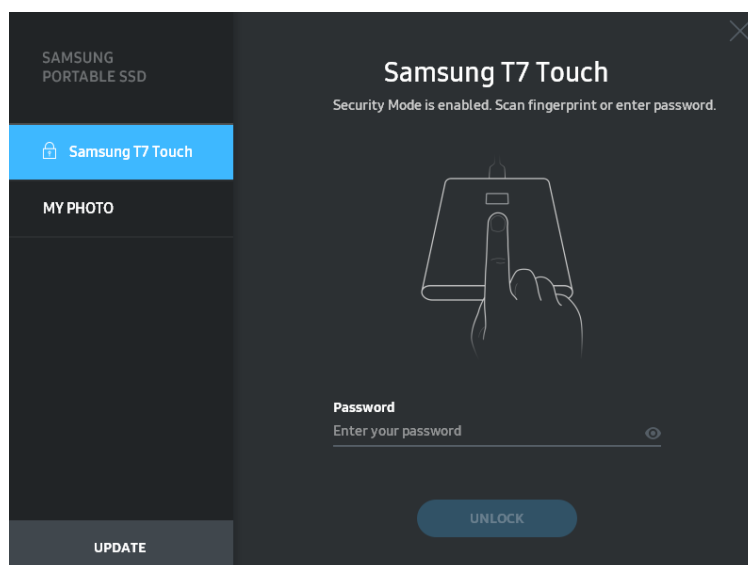 SAMSUNG
PORTABLE SSD
Samsung T7 Touch
MY PHOTO
UPDATE
Samsung T7 Touch
Security Mode is enabled. Scan fingerprint or enter password.
Password
Enter your password
UNLOCK